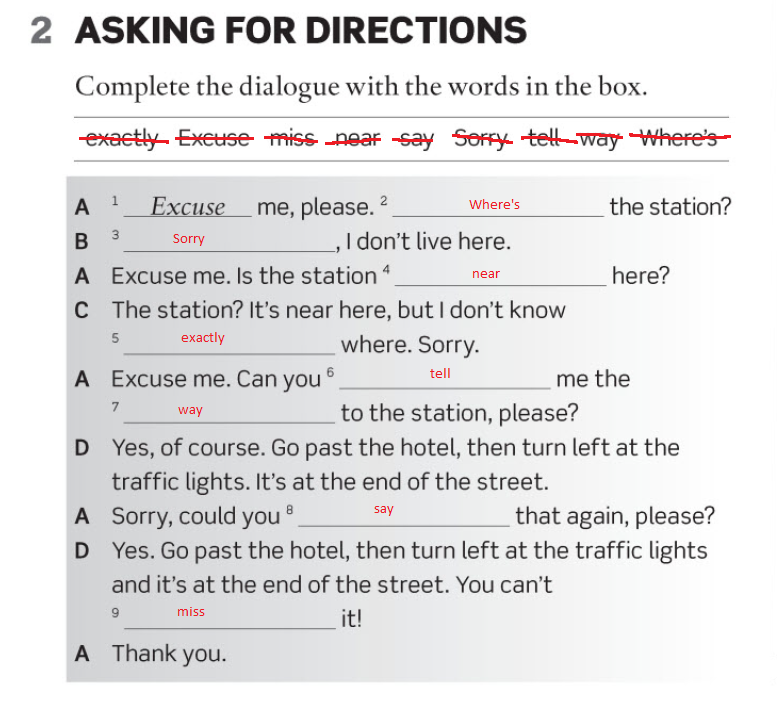 2 ASKING FOR DIRECTIONS
Complete the dialogue with the words in the box.
exactly Excuse miss near say Sorry tell way Where's
A 1 Excuse me, please. 2 Where's the station?
B 3 Sorry, I don't live here.
A Excuse me. Is the station 4 near here?
C The station? It's near here, but I don't know
5 exactly where. Sorry.
A Excuse me. Can you 6 tell me the
7 way to the station, please?
D Yes, of course. Go past the hotel, then turn left at the
traffic lights. It's at the end of the street.
A Sorry, could you 8 say that again, please?
D Yes. Go past the hotel, then turn left at the traffic lights
and it's at the end of the street. You can't
9 miss it!
A Thank you.